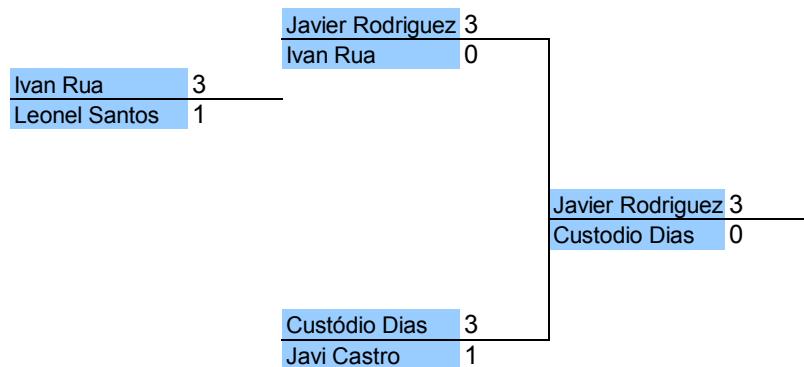 Javier Rodriguez 3
Ivan Rua 0
Ivan Rua 3
Leonel Santos 1
Javier Rodriguez 3
Custodio Dias 0
Custódio Dias 3
Javi Castro 1